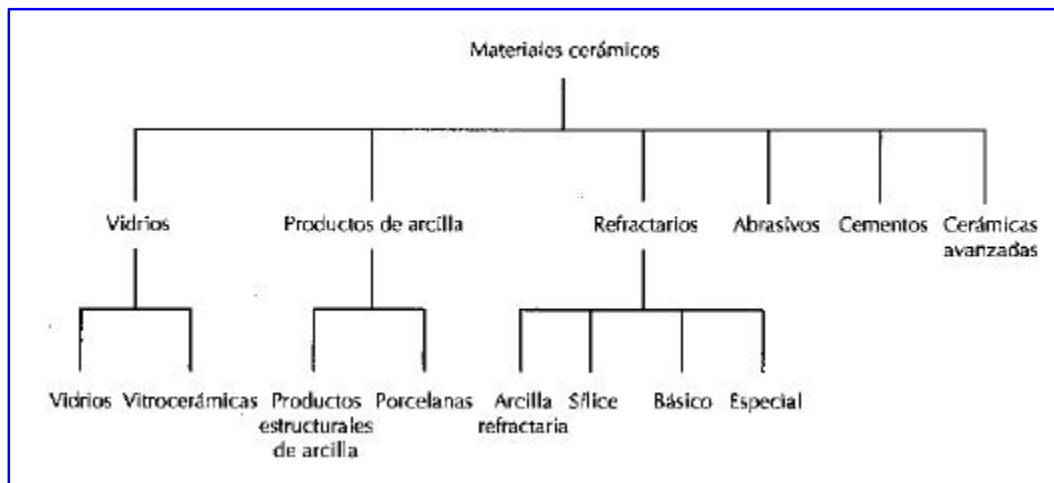 Materiales cerámicos
Vidrios
Productos de arcilla
Refractarios
Abrasivos
Cementos
Cerámicas
avanzadas
Vidrios
Vitrocerámicas
Productos
estructurales
de arcilla
Porcelanas
Arcilla
refractaria
Sílice
Básico
Especial